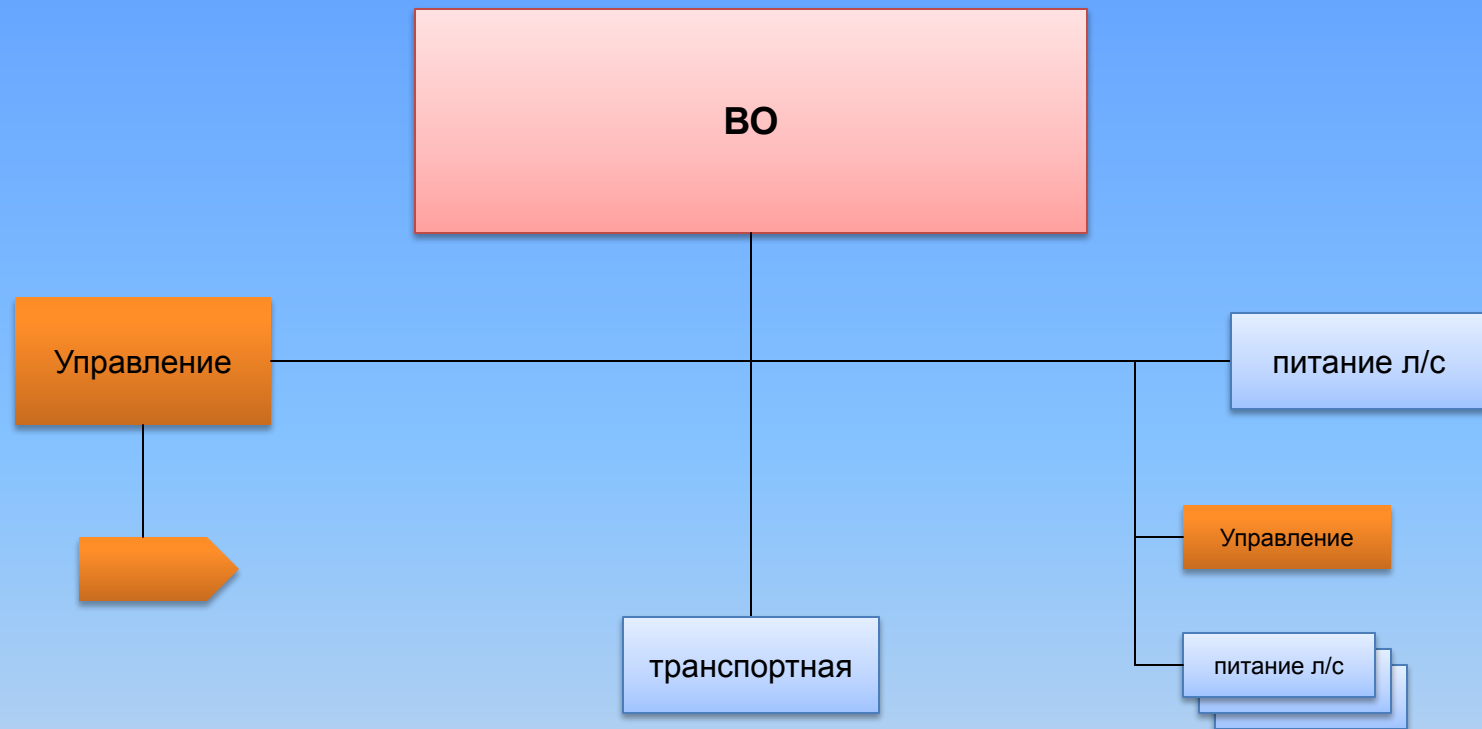 ВО
Управление
питание л/с
Управление
транспортная
питание л/с